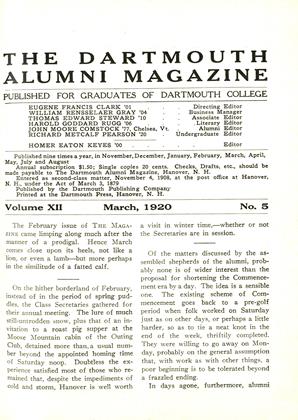 THE DARTMOUTH
ALUMNI MAGAZINE
PUBLISHED FOR GRADUATES OF DARTMOUTH COLLEGE
EUGENE FRANCIS CLARK '01 Directing Editor
WILLIAM RENSSELAER GRAY '04 Business Manager
THOMAS EDWARD STEWARD '10 Associate Editor
HAROLD GODDARD RUGG '06 Literary Editor
JOHN MOORE COMSTOCK '77, Chelsea, Vt. Alumni Editor
RICHARD METCALF PEARSON '20 Undergraduate Editor
HOMER EATON KEYES '00 Editor
Published nine times a year, in November, December, January, February, March, April,
May, July and August
Annual subscription $1.50; Single copies 20 cents. Checks, Drafts, etc., should be
made payable to The Dartmouth Alumni Magazine, Hanover, N. H.
Entered as second-class matter, November 4, 1908, at the post office at Hanover,
N. H., under the Act of March 3, 1879
Published by the Dartmouth Publishing Company
Printed at the Dartmouth Press, Hanover, N. H.
Volume XII March, 1920 No. 5
The February issue of THE MAGA-
ZINE came limping along much after the
manner of a prodigal. Hence March
comes close upon its heels, not like a
lion, or even a lamb—but more perhaps
in the similitude of a fatted calf.
On the hither borderland of February,
instead of in the period of spring pud-
dles, the Class Secretaries gathered for
their annual meeting. The lure of much
still-untrodden snow, plus that of an in-
vitation to a roast pig supper at the
Moose Mountain cabin of the Outing
Club, detained more than a usual num-
ber beyond the appointed homing time
of Saturday noon. Doubtless the ex-
perience satisfied most of those who re-
mained that, despite the impediments of
cold and storm, Hanover is well worth
a visit in winter time,—whether or not
the Secretaries are in session.
Of the matters discussed by the as-
sembled shepherds of the alumni, prob-
ably none is of wider interest than the
proposal for shortening the Commence-
ment era by a day. The idea is a sensible
one. The existing scheme of Com-
mencement goes back to a pre-golf
period when folk worked on Saturday
just as on other days, or perhaps a little
harder, so as to tie a neat knot in the
end of the week, thriftily completed.
They were willing to go away on Mon-
day, probably on the general assumption
that, with work as with other things, a
poor beginning is to be tolerated beyond
a frazzled ending.
In days agone, furthermore, alumni